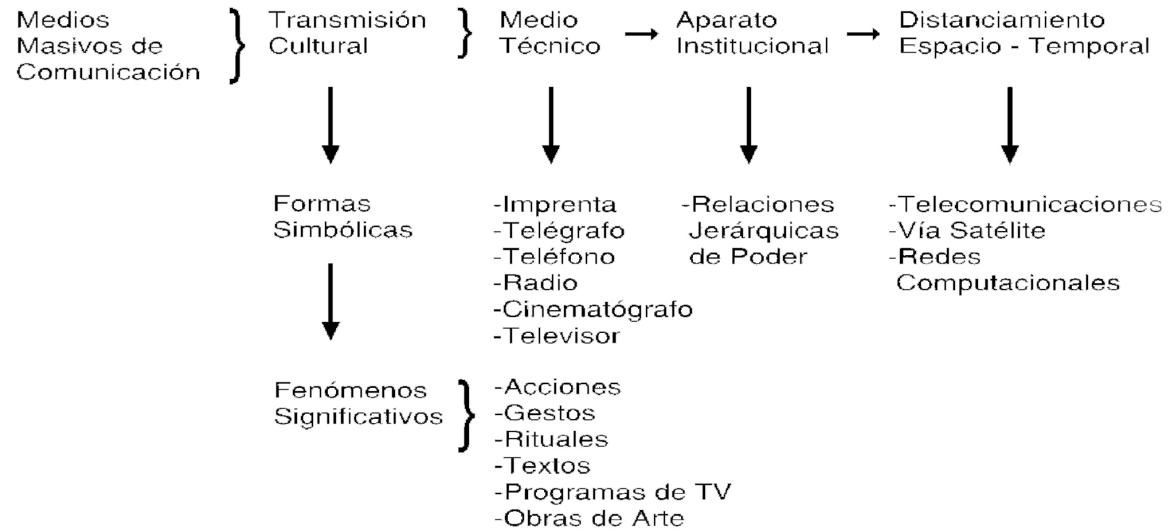 Medios
Masivos de
Comunicación
Transmisión
Cultural
Medio
Técnico
Aparato
Institucional
Distanciamiento
Espacio - Temporal
Formas
Simbólicas
-Imprenta
-Telégrafo
-Teléfono
-Radio
-Cinematógrafo
-Televisor
-Relaciones
Jerárquicas
de Poder
-Telecomunicaciones
-Vía Satélite
-Redes
Computacionales
Fenómenos
Significativos
-Acciones
-Gestos
-Rituales
-Textos
-Programas de TV
-Obras de Arte